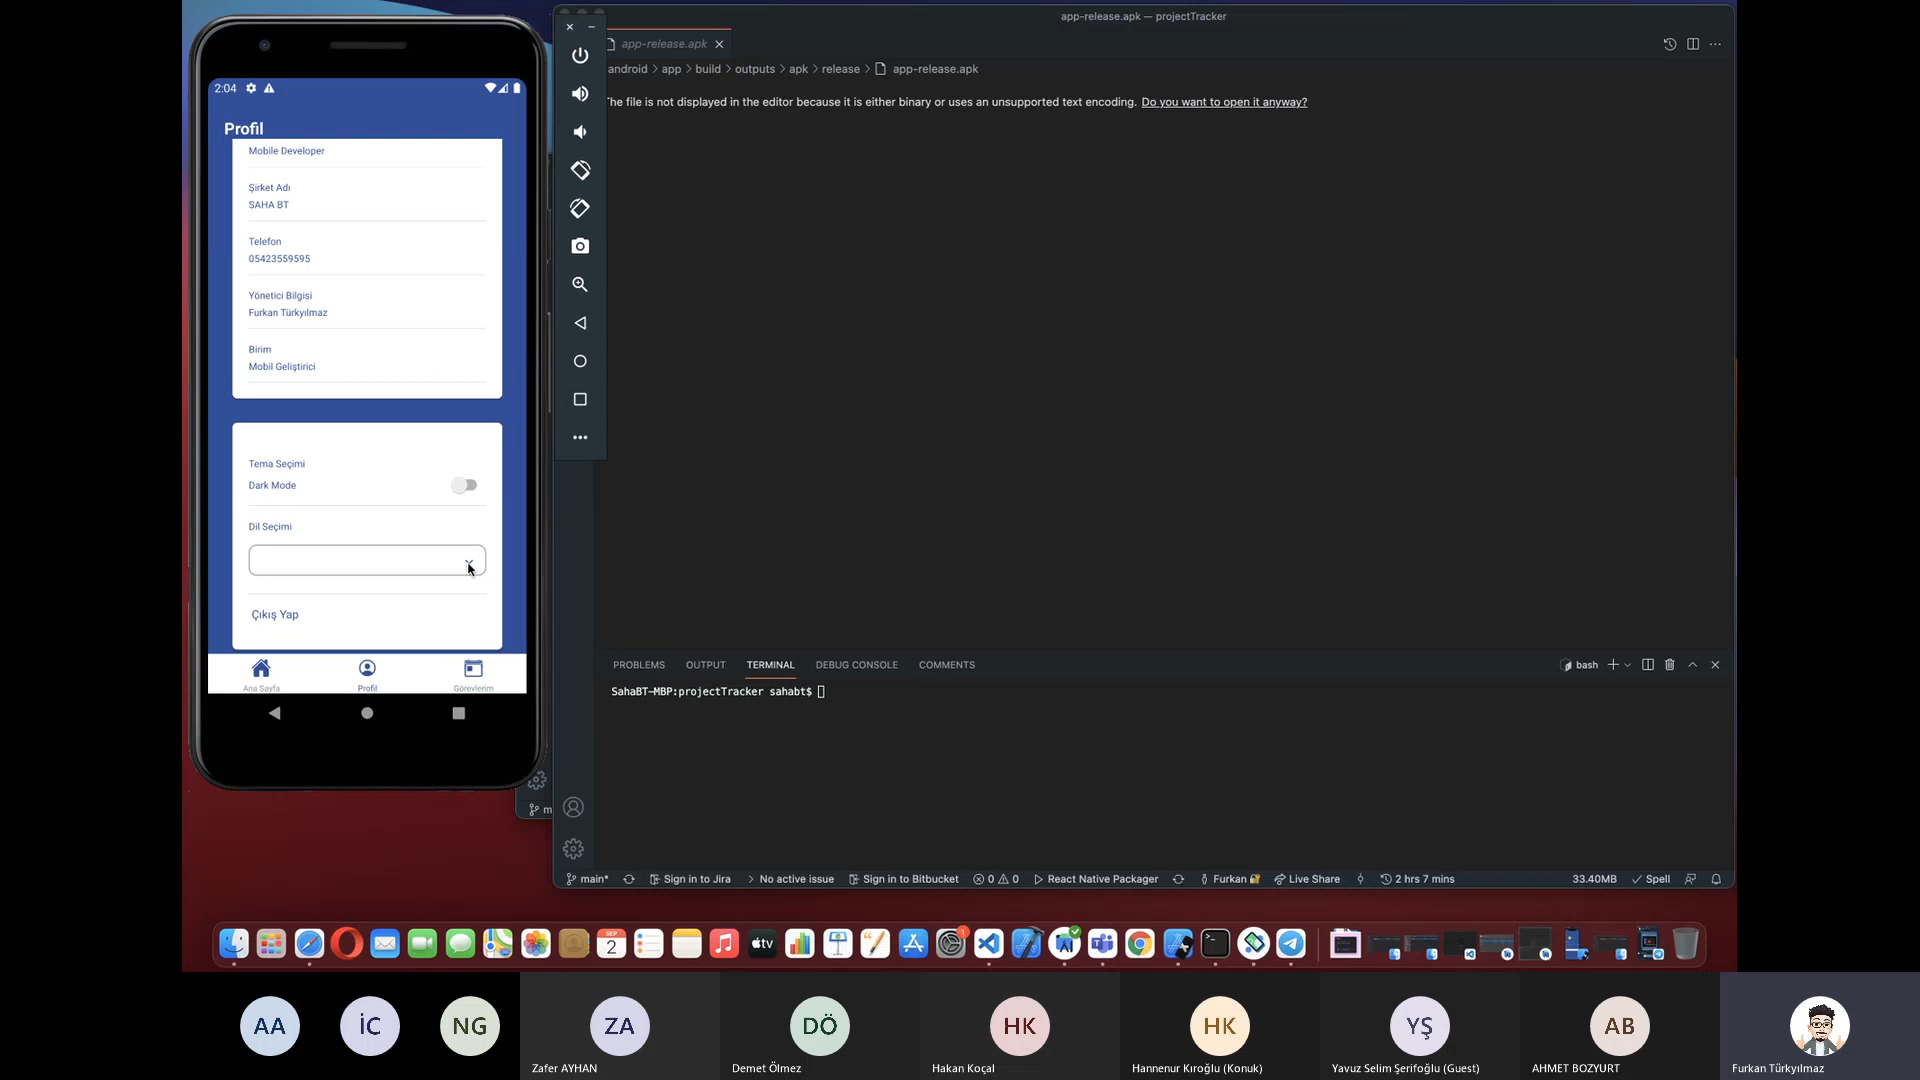 app-release.apk — projectTracker
app-release.apk
android > app > build > outputs > apk > release > app-release.apk
The file is not displayed in the editor because it is either binary or uses an unsupported text encoding. Do you want to open it anyway?
2:04
Profil
Mobile Developer
Şirket Adı
SAHA BT
Telefon
05423559595
Yönetici Bilgisi
Furkan Türkyılmaz
Birim
Mobil Geliştirici
Tema Seçimi
Dark Mode
Dil Seçimi
Çıkış Yap
Ana Sayfa
Profil
Görevlerim
PROBLEMS OUTPUT TERMINAL DEBUG CONSOLE COMMENTS
bash
SahaBT-MBP:projectTracker sahabt$
m
main* Sign in to Jira No active issue Sign in to Bitbucket 0 0 React Native Packager Furkan Live Share 2 hrs 7 mins 33.40MB Spell
SEP
2
tv
1
AA İC NG ZA DÖ HK HK YŞ AB
Zafer AYHAN Demet Ölmez Hakan Koçal Hannenur Kıroğlu (Konuk) Yavuz Selim Şerifoğlu (Guest) AHMET BOZYURT Furkan Türkyılmaz